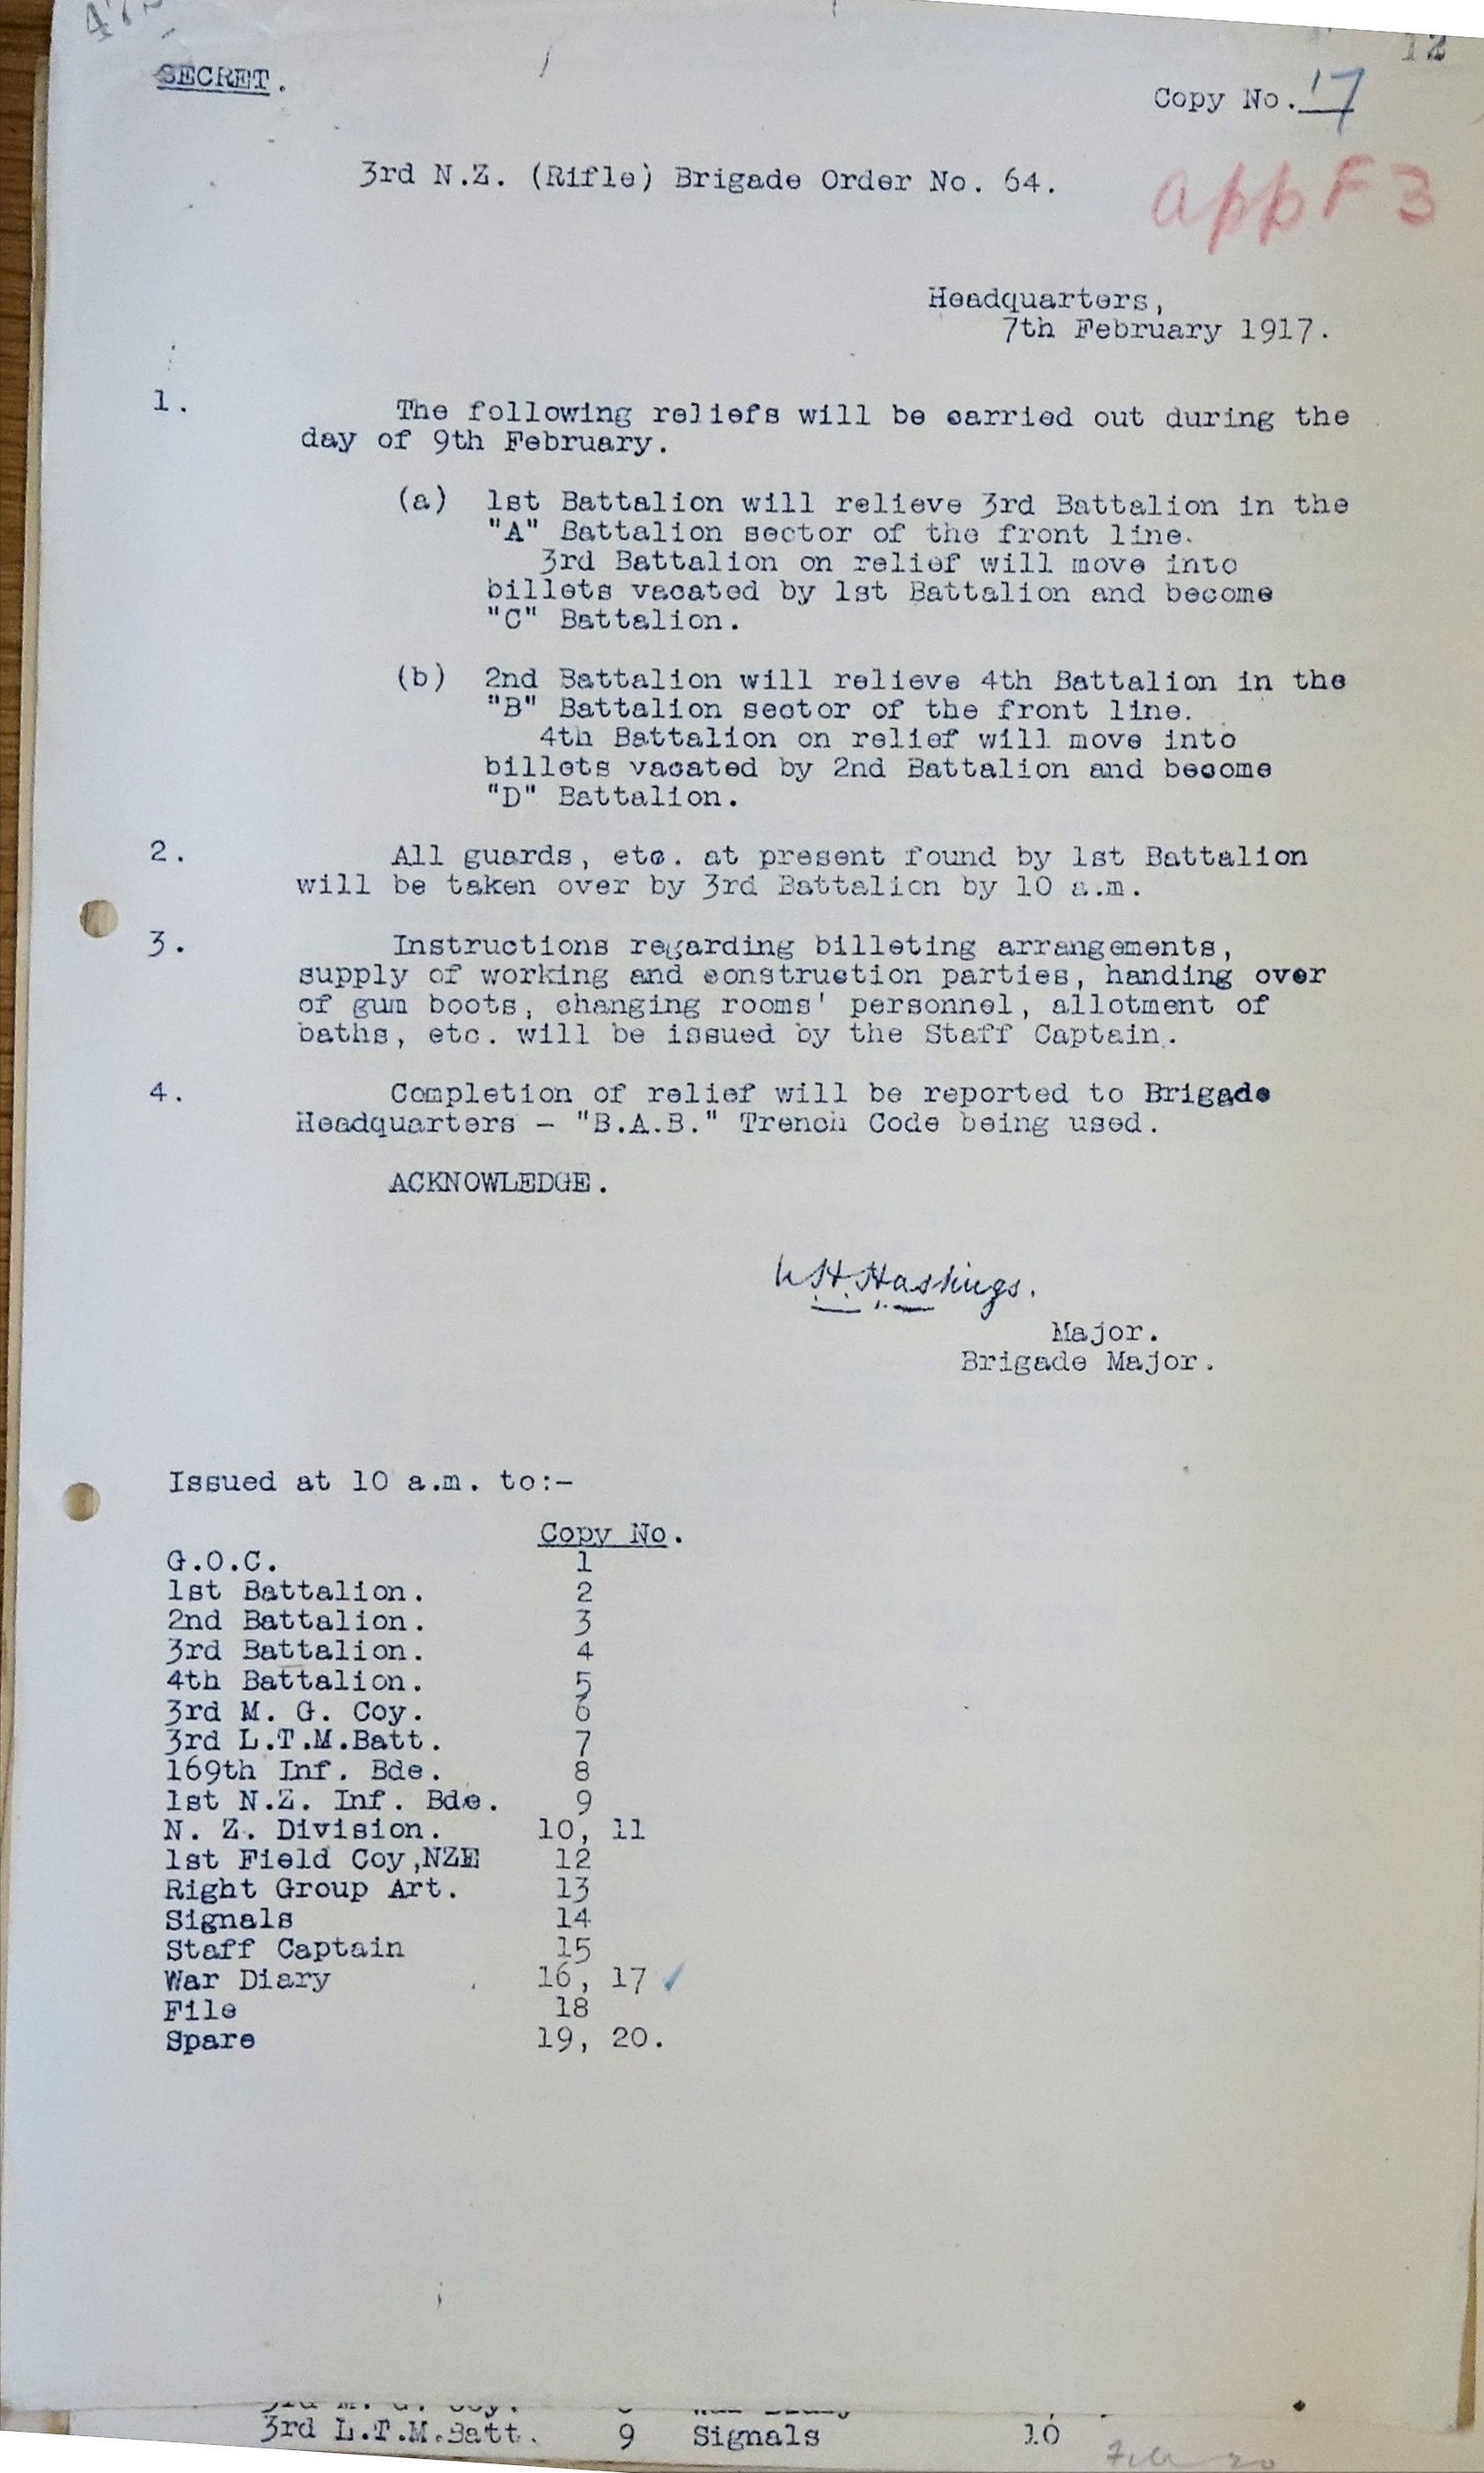 12
SECRET.
Copy No. 17
3rd N.Z. (Rifle) Brigade Order No. 64.
app F 3
Headquarters,
7th February 1917.
1. The following reliefs will be carried out during the
day of 9th February.
(a) 1st Battalion will relieve 3rd Battalion in the
"A" Battalion sector of the front line.
3rd Battalion on relief will move into
billets vacated by 1st Battalion and become
"C" Battalion.
(b) 2nd Battalion will relieve 4th Battalion in the
"B" Battalion sector of the front line.
4th Battalion on relief will move into
billets vacated by 2nd Battalion and become
"D" Battalion.
2. All guards, etc. at present found by 1st Battalion
will be taken over by 3rd Battalion by 10 a.m.
3. Instructions regarding billeting arrangements,
supply of working and construction parties, handing over
of gum boots, changing rooms' personnel, allotment of
baths, etc. will be issued by the Staff Captain.
4. Completion of relief will be reported to Brigade
Headquarters - "B.A.B." Trench Code being used.
ACKNOWLEDGE.
W H Hastings.
Major.
Brigade Major.
Issued at 10 a.m. to:-
Copy No.
G.O.C. 1
1st Battalion. 2
2nd Battalion. 3
3rd Battalion. 4
4th Battalion. 5
3rd M. G. Coy. 6
3rd L.T.M.Batt. 7
169th Inf. Bde. 8
1st N.Z. Inf. Bde. 9
N. Z. Division. 10, 11
1st Field Coy,NZE 12
Right Group Art. 13
Signals 14
Staff Captain 15
War Diary 16, 17 ✓
File 18
Spare 19, 20.
3rd L.T.M.Batt. 9 Signals 10